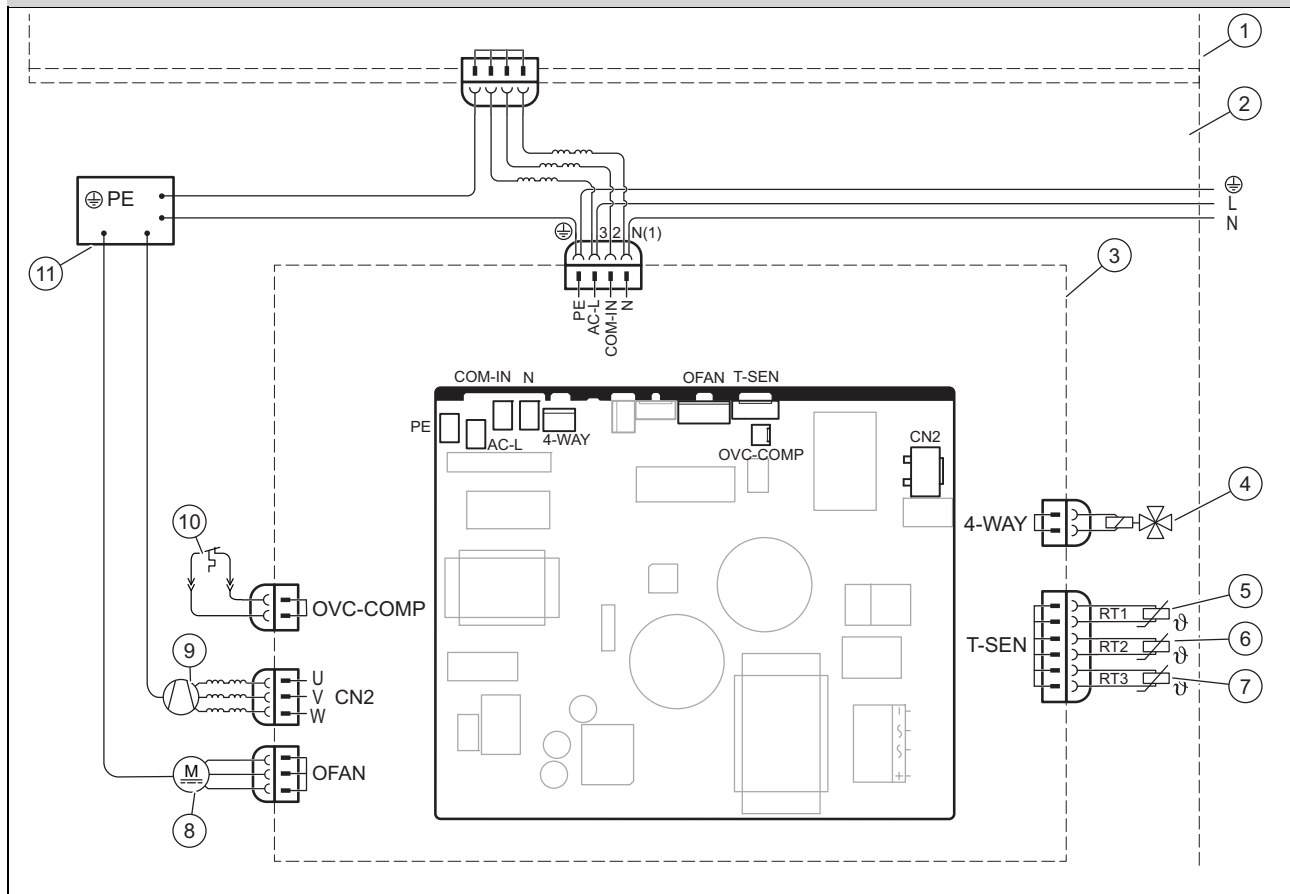 1
2
⏚ PE
⏚
L
N
⏚ 3 2 N(1)
11
3
PE
AC-L
COM-IN
N
COM-IN N OFAN T-SEN
PE
AC-L 4-WAY
OVC-COMP
CN2
4
4-WAY
10
OVC-COMP
5
T-SEN
RT1 ϑ
6
RT2 ϑ
RT3 ϑ
7
9
U
V CN2
W
M
OFAN
8